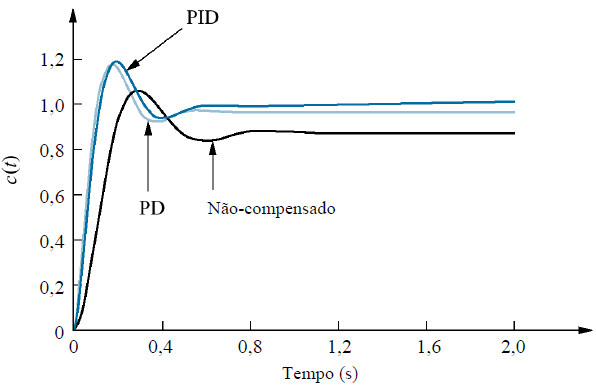 PID
1,2
1,0
0,8
c(t)
0,6
PD
Não-compensado
0,4
0,2
0
0
0,4
0,8
1,2
1,6
2,0
Tempo (s)